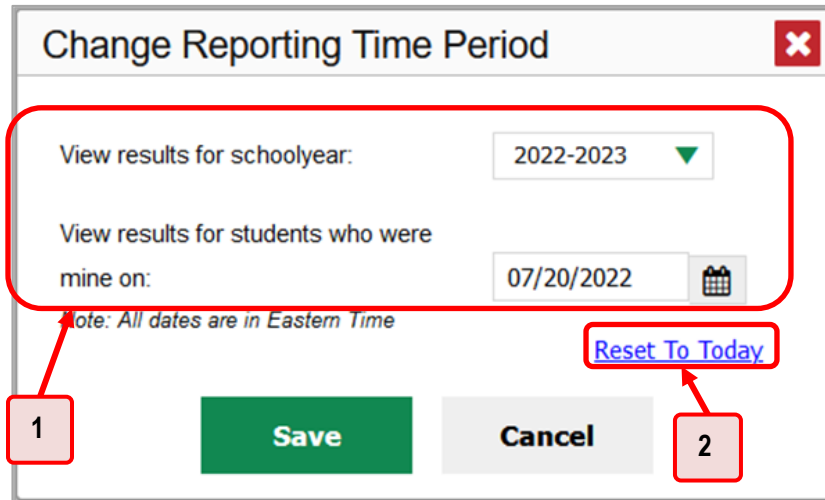 Change Reporting Time Period
View results for schoolyear:
2022-2023
View results for students who were
mine on:
07/20/2022
Note: All dates are in Eastern Time
Reset To Today
1
Save
Cancel
2